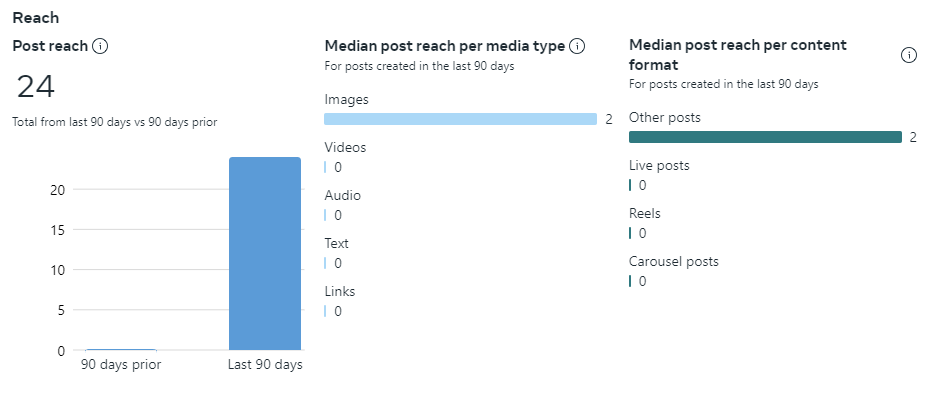 Reach
Post reach
24
Total from last 90 days vs 90 days prior
20
15
10
5
0
90 days prior
Last 90 days
Median post reach per media type
For posts created in the last 90 days
Images
2
Videos
0
Audio
0
Text
0
Links
0
Median post reach per content
format
For posts created in the last 90 days
Other posts
2
Live posts
0
Reels
0
Carousel posts
0